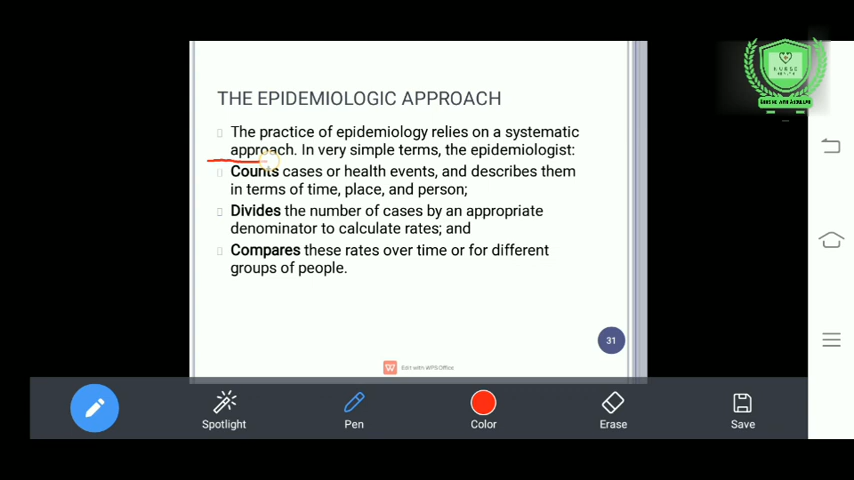 THE EPIDEMIOLOGIC APPROACH
The practice of epidemiology relies on a systematic
approach. In very simple terms, the epidemiologist:
Counts cases or health events, and describes them
in terms of time, place, and person;
Divides the number of cases by an appropriate
denominator to calculate rates; and
Compares these rates over time or for different
groups of people.
31
Edit with WPS Office
Spotlight
Pen
Color
Erase
Save